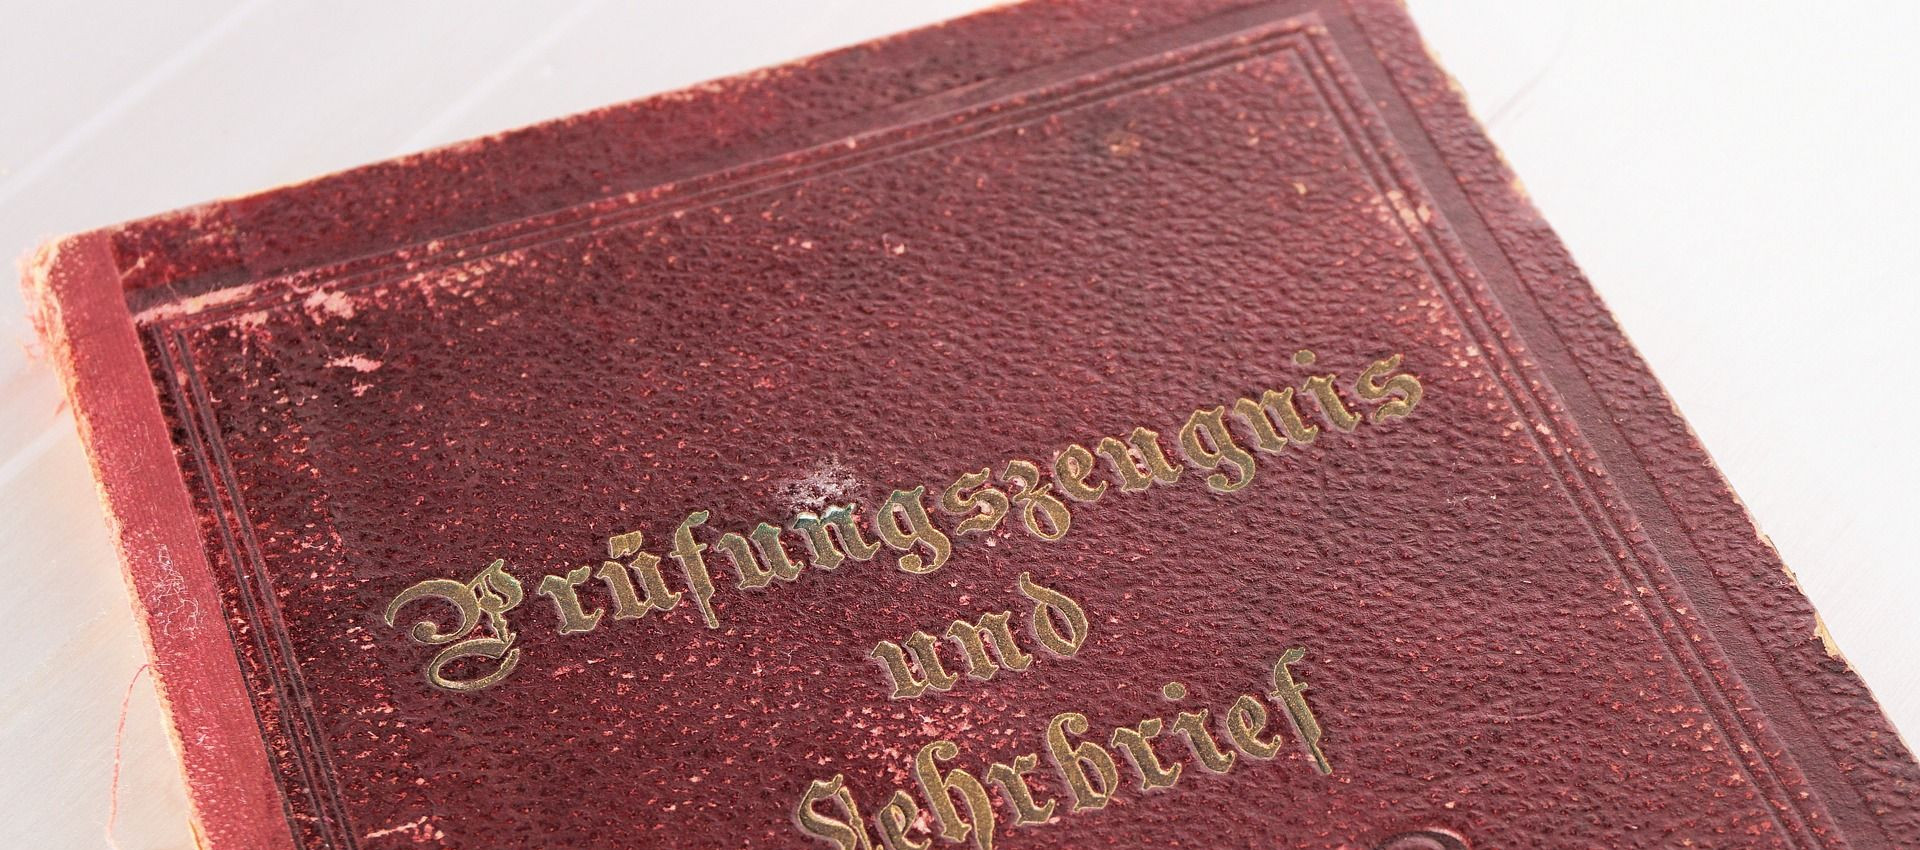 Prüfungszeugnis
und
Lehrbrief